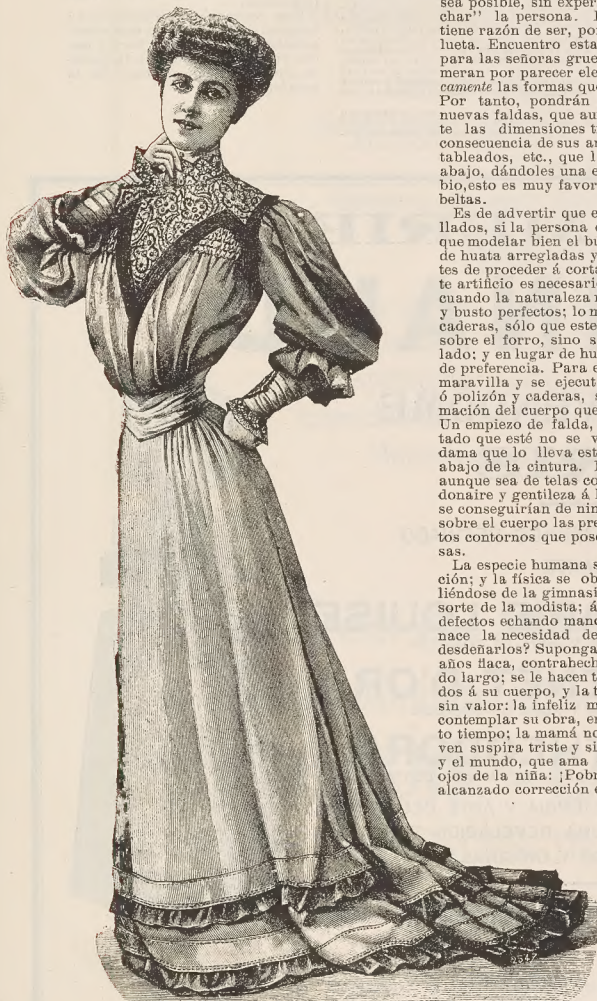 sea posible, sin exper
char" la persona.
tiene razón de ser, po
lueta. Encuentro esta
para las señoras grue
meran por parecer ele
camente las formas que
Por tanto, pondrán
nuevas faldas, que au
te las dimensiones t
consecuencia de sus a
tableados, etc., que l
abajo, dándoles una e
bio,esto es muy favor
beltas.
Es de advertir que e
llados, si la persona
que modelar bien el bu
de huata arregladas y
tes de proceder á corta
te artificio es necesari
cuando la naturaleza
y busto perfectos; lo m
caderas, sólo que este
sobre el forro, sino s
lado; y en lugar de hu
de preferencia. Para e
maravilla y se ejecut
ó polizón y caderas, s
mación del cuerpo que
Un empiezo de falda,
tado que esté no se v
dama que lo lleva est
abajo de la cintura.
aunque sea de telas co
donaire y gentileza á l
se conseguirían de nin
sobre el cuerpo las pre
tos contornos que pos
sas.
La especie humana s
ción; y la física se ob
liéndose de la gimnasi
sorte de la modista; á
defectos echando mano
nace la necesidad de
desdeñarlos? Suponga
años flaca, contrahech
do largo; se le hacen t
dos á su cuerpo, y la t
sin valor: la infeliz m
contemplar su obra, en
to tiempo; la mamá no
ven suspira triste y si
y el mundo, que ama
ojos de la niña: ¡Pobr
alcanzado corrección e
2547